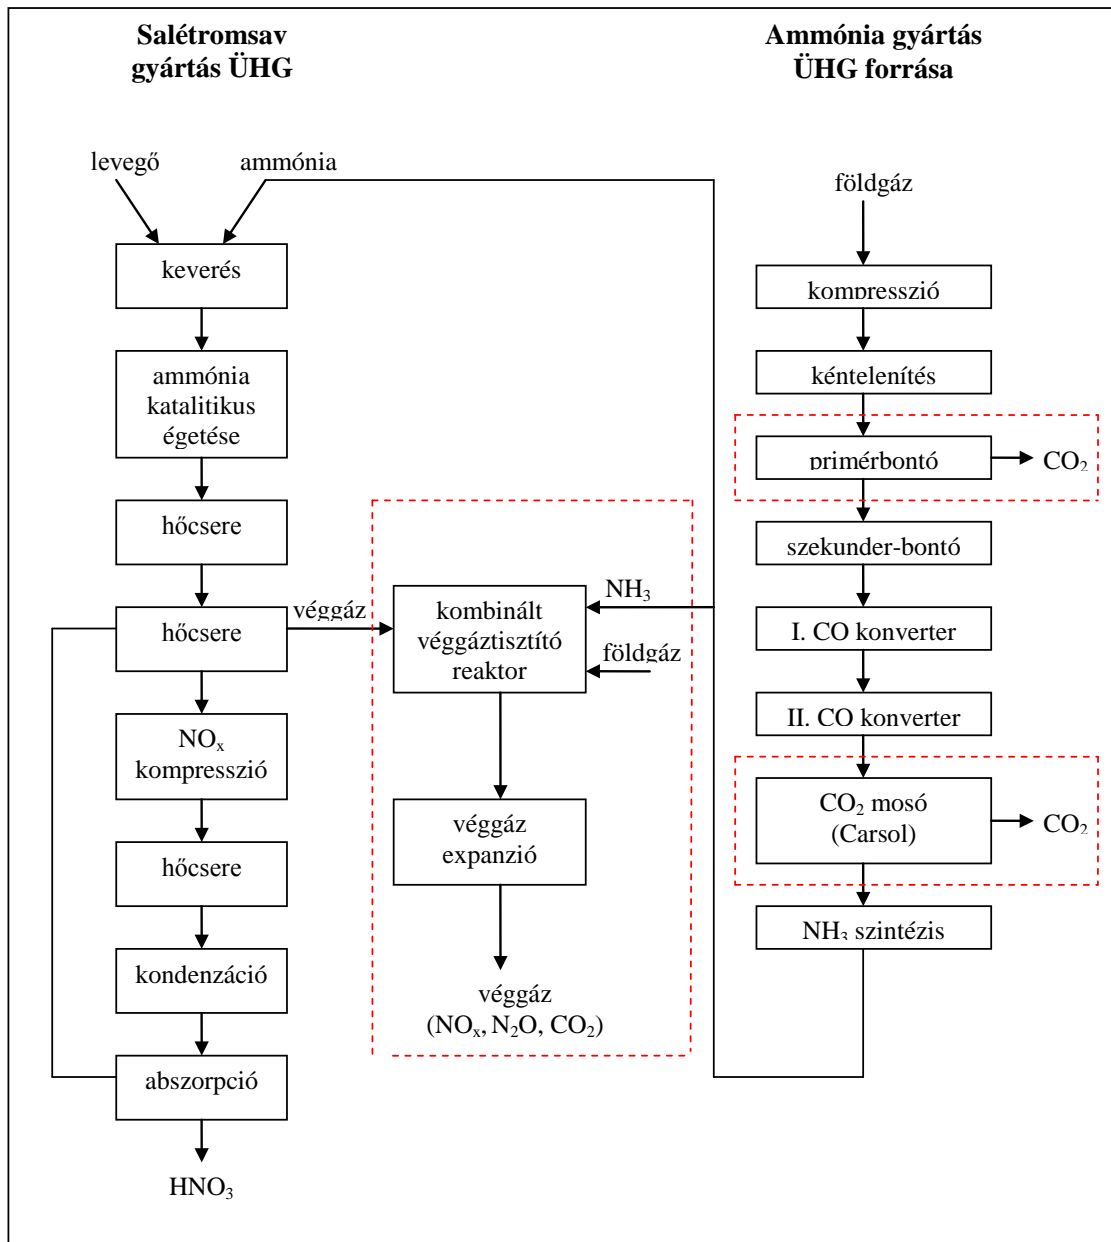 Salétromsav
gyártás ÜHG
levegő
ammónia
keverés
ammónia
katalitikus
égetése
hőcsere
hőcsere
NOₓ
kompresszió
hőcsere
kondenzáció
abszorpció
HNO₃
véggáz
kombinált
véggáztisztító
reaktor
NH₃
földgáz
véggáz
expanzió
véggáz
(NOₓ, N₂O, CO₂)
Ammónia gyártás
ÜHG forrása
földgáz
kompresszió
kéntelenítés
primérbontó
CO₂
szekunder-bontó
I. CO konverter
II. CO konverter
CO₂ mosó
(Carsol)
CO₂
NH₃ szintézis